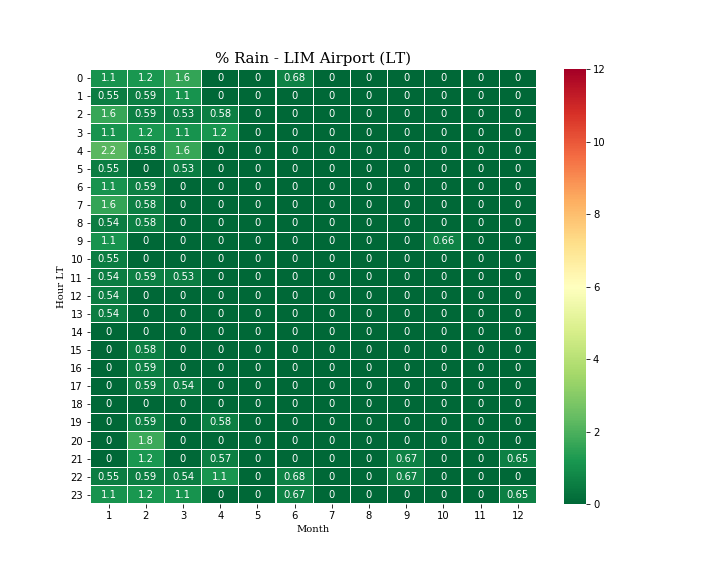 % Rain - LIM Airport (LT)
0 1.1 1.2 1.6 0 0 0.68 0 0 0 0 0 0
1 0.55 0.59 1.1 0 0 0 0 0 0 0 0 0
2 1.6 0.59 0.53 0.58 0 0 0 0 0 0 0 0
3 1.1 1.2 1.1 1.2 0 0 0 0 0 0 0 0
4 2.2 0.58 1.6 0 0 0 0 0 0 0 0 0
5 0.55 0 0.53 0 0 0 0 0 0 0 0 0
6 1.1 0.59 0 0 0 0 0 0 0 0 0 0
7 1.6 0.58 0 0 0 0 0 0 0 0 0 0
8 0.54 0.58 0 0 0 0 0 0 0 0 0 0
9 1.1 0 0 0 0 0 0 0 0 0.66 0 0
10 0.55 0 0 0 0 0 0 0 0 0 0 0
11 0.54 0.59 0.53 0 0 0 0 0 0 0 0 0
12 0.54 0 0 0 0 0 0 0 0 0 0 0
13 0.54 0 0 0 0 0 0 0 0 0 0 0
14 0 0 0 0 0 0 0 0 0 0 0 0
15 0 0.58 0 0 0 0 0 0 0 0 0 0
16 0 0.59 0 0 0 0 0 0 0 0 0 0
17 0 0.59 0.54 0 0 0 0 0 0 0 0 0
18 0 0 0 0 0 0 0 0 0 0 0 0
19 0 0.59 0 0.58 0 0 0 0 0 0 0 0
20 0 1.8 0 0 0 0 0 0 0 0 0 0
21 0 1.2 0 0.57 0 0 0 0 0.67 0 0 0.65
22 0.55 0.59 0.54 1.1 0 0.68 0 0 0.67 0 0 0
23 1.1 1.2 1.1 0 0 0.67 0 0 0 0 0 0.65
1 2 3 4 5 6 7 8 9 10 11 12
Month
Hour LT
12
10
8
6
4
2
0